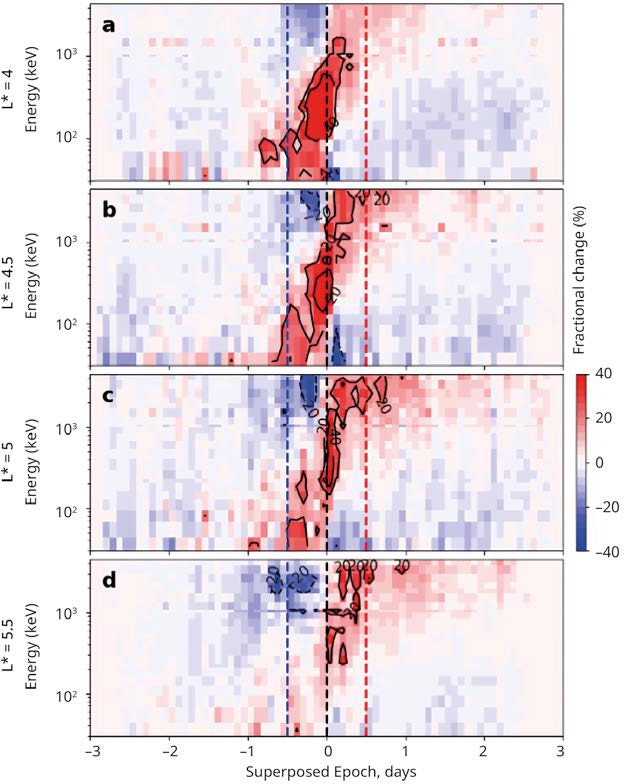 a
L* = 4
Energy (keV)
10³
10²
b
L* = 4.5
Energy (keV)
10³
10²
20
20
c
L* = 5
Energy (keV)
10³
10²
20
20
40
d
L* = 5.5
Energy (keV)
10³
10²
20
–3
–2
–1
0
1
2
3
Superposed Epoch, days
Fractional change (%)
40
20
0
–20
–40